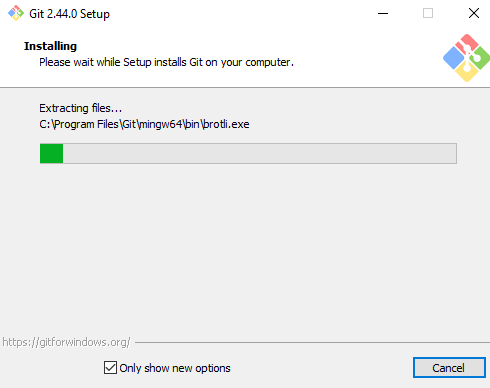 Git 2.44.0 Setup
Installing
Please wait while Setup installs Git on your computer.
Extracting files...
C:\Program Files\Git\mingw64\bin\brotli.exe
https://gitforwindows.org/
Only show new options
Cancel